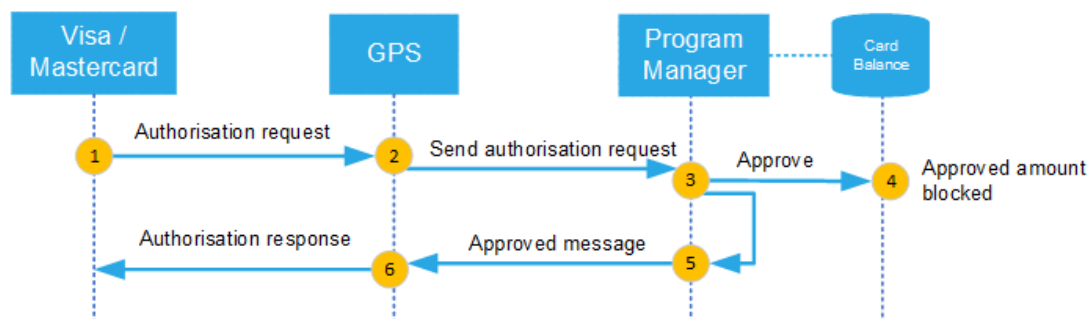 Visa /
Mastercard
GPS
Program
Manager
Card
Balance
Authorisation request
1
2
Send authorisation request
3
Approve
4
Approved amount
blocked
Authorisation response
6
Approved message
5